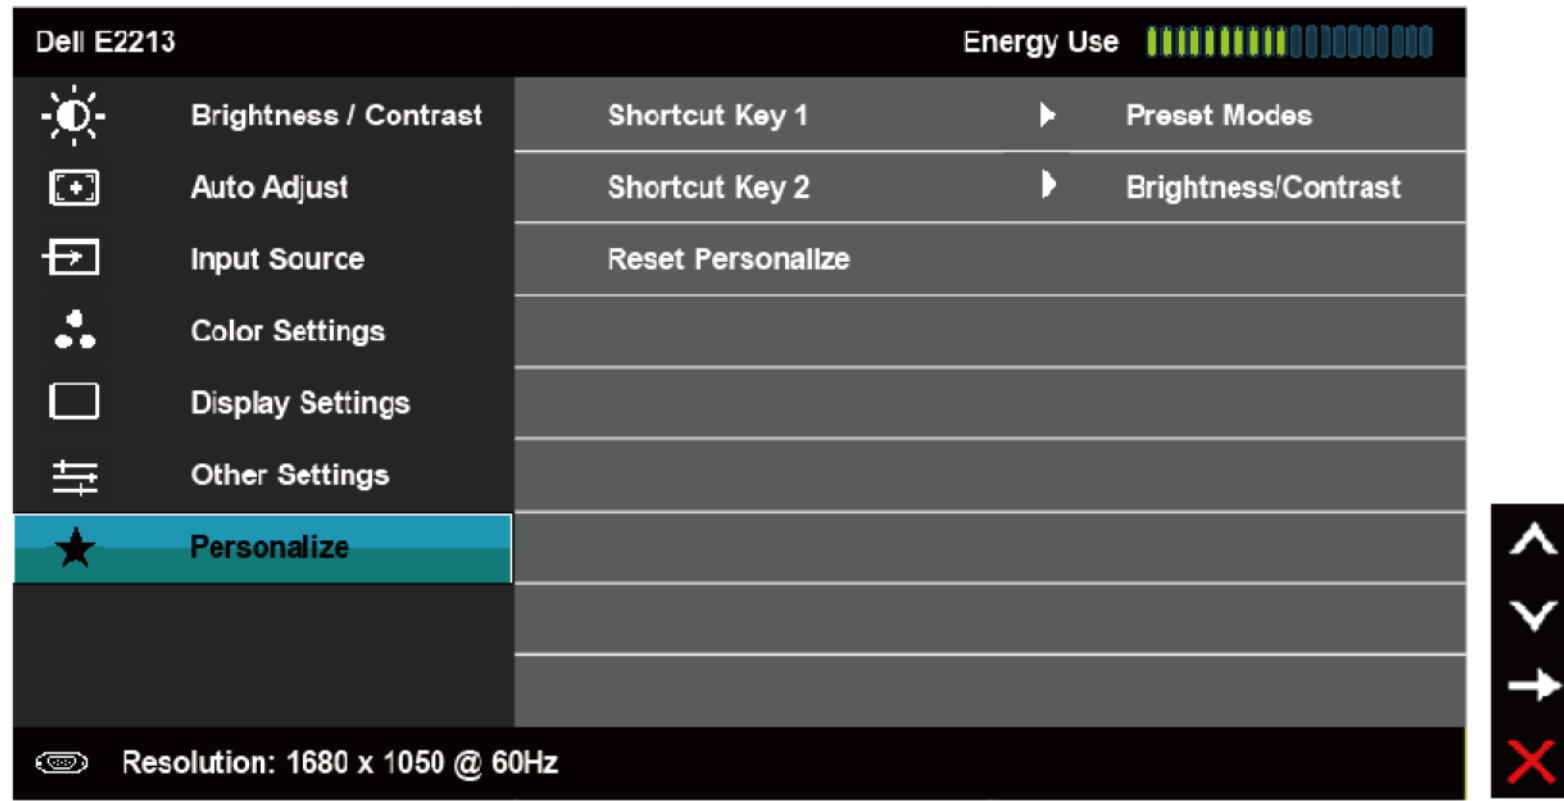 Dell E2213 Energy Use
Brightness / Contrast Shortcut Key 1 Preset Modes
Auto Adjust Shortcut Key 2 Brightness/Contrast
Input Source Reset Personalize
Color Settings
Display Settings
Other Settings
Personalize
Resolution: 1680 x 1050 @ 60Hz